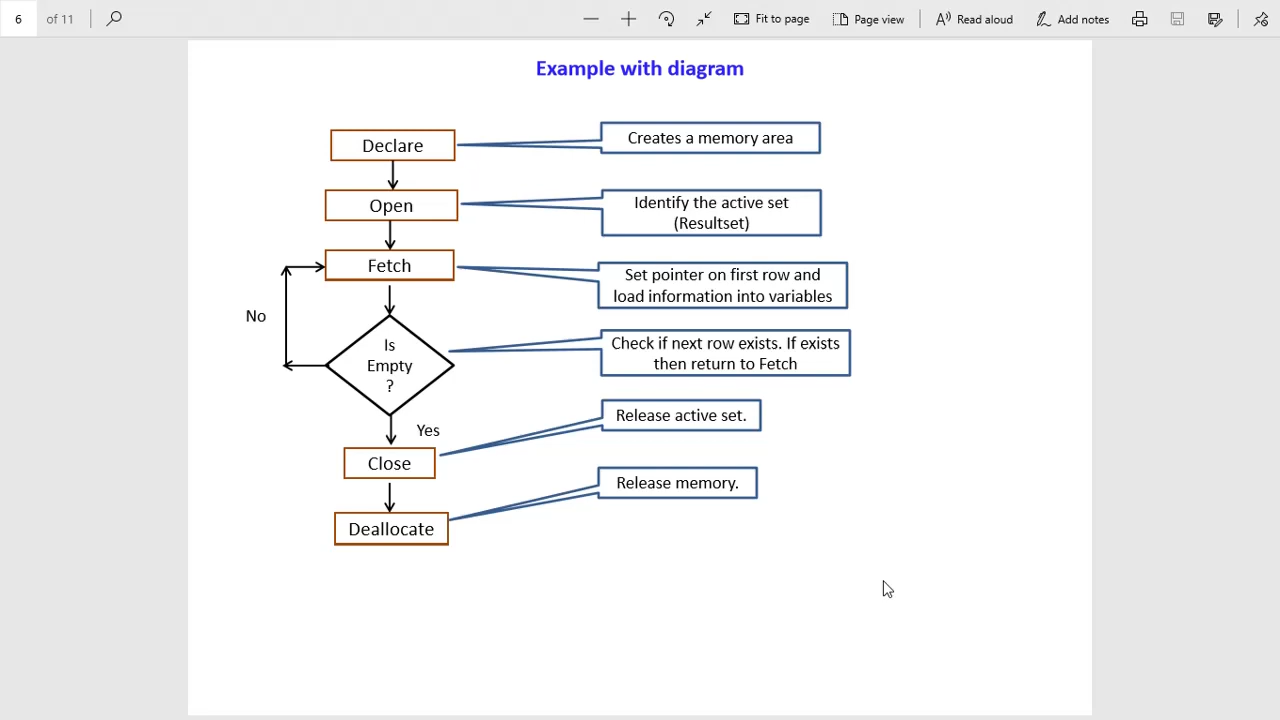 6 of 11 Fit to page Page view Read aloud Add notes
Example with diagram
Declare
Creates a memory area
Open
Identify the active set
(Resultset)
Fetch
Set pointer on first row and
load information into variables
No
Is
Empty
?
Check if next row exists. If exists
then return to Fetch
Yes
Release active set.
Close
Release memory.
Deallocate